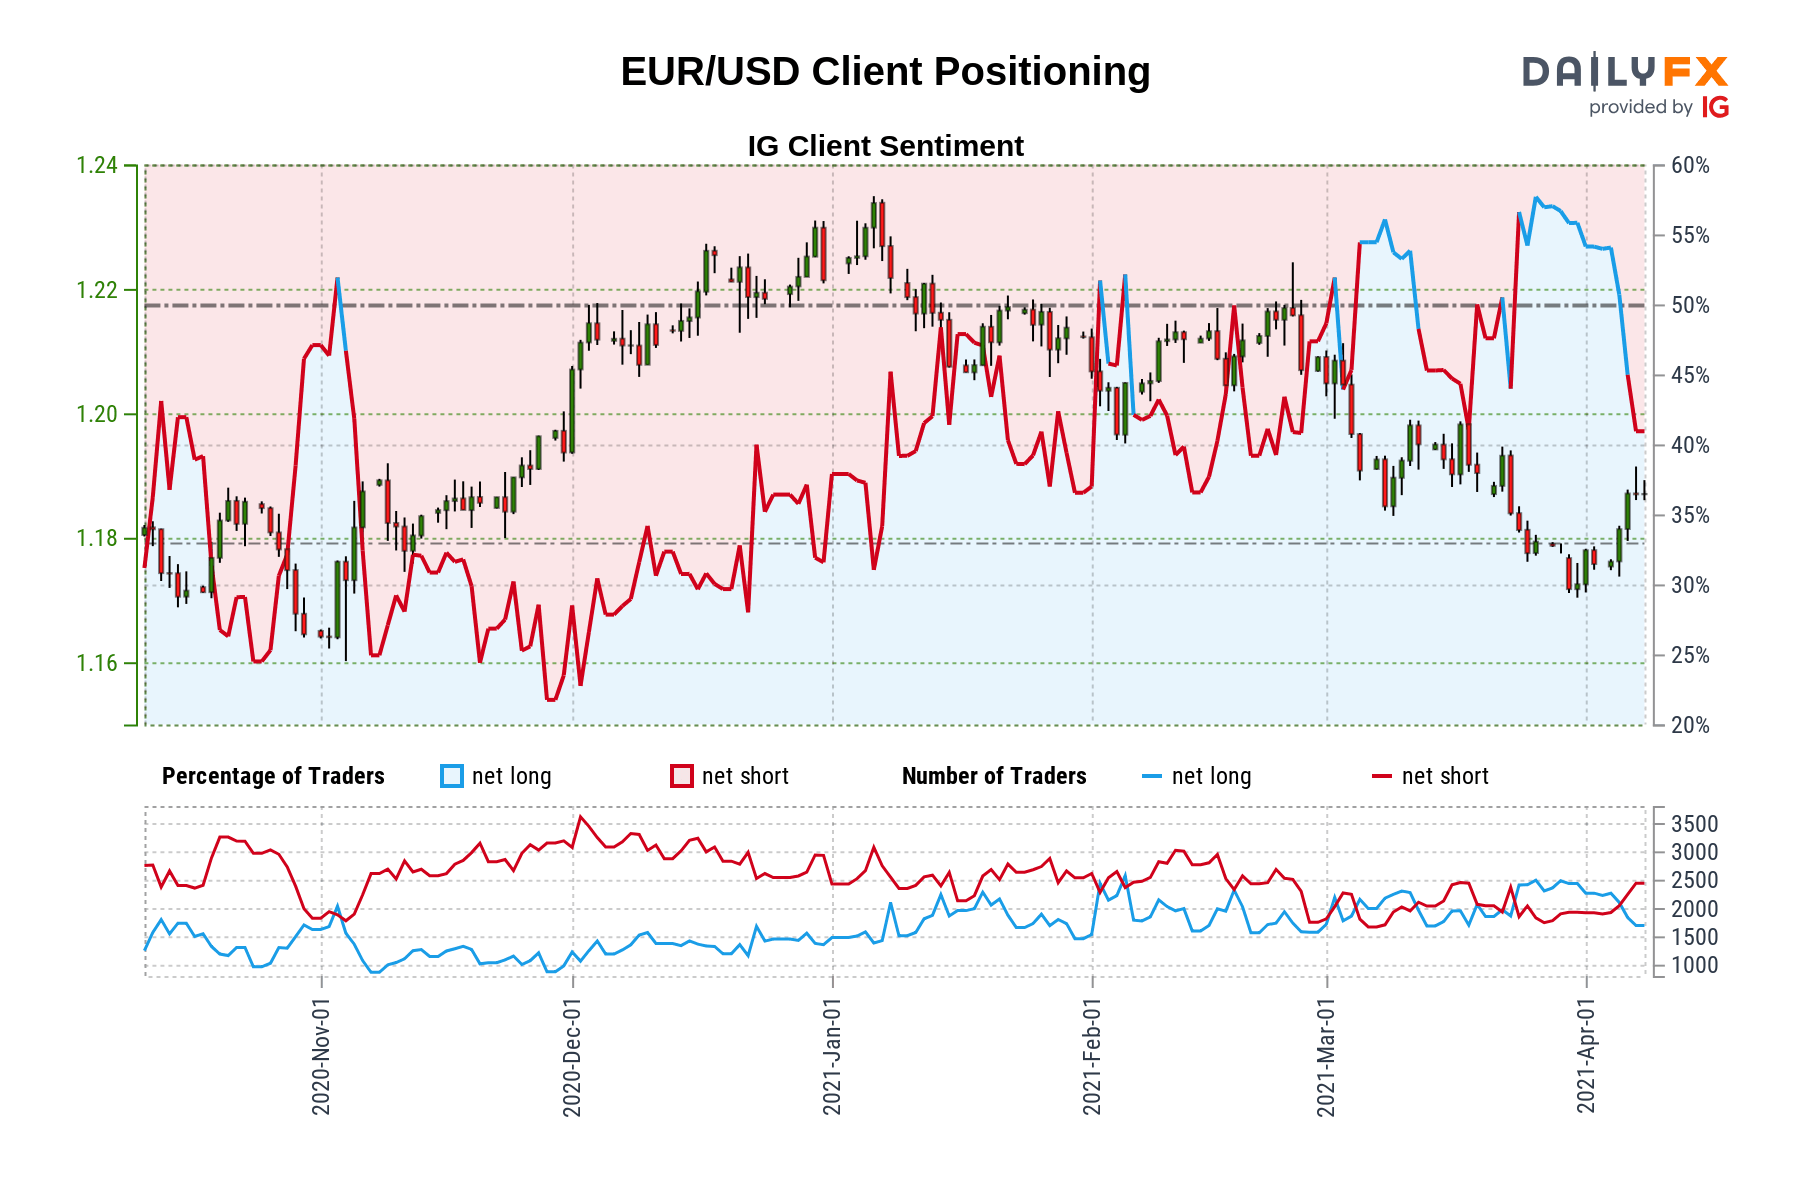 EUR/USD Client Positioning
DAILYFX
provided by IG
IG Client Sentiment
1.24
1.22
1.20
1.18
1.16
60%
55%
50%
45%
40%
35%
30%
25%
20%
Percentage of Traders net long net short Number of Traders net long net short
3500
3000
2500
2000
1500
1000
2020-Nov-01
2020-Dec-01
2021-Jan-01
2021-Feb-01
2021-Mar-01
2021-Apr-01